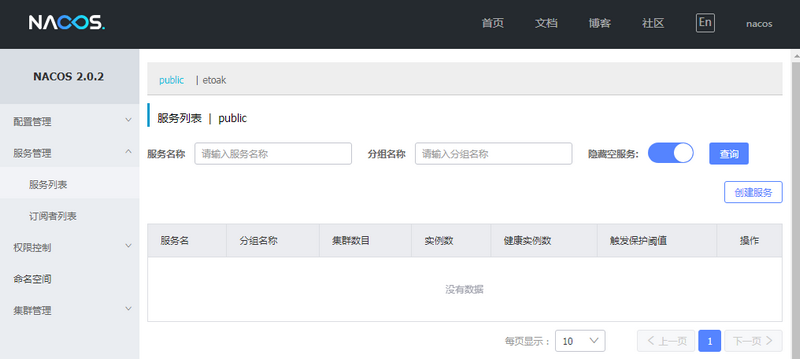 NACOS. 首页 文档 博客 社区 En nacos
NACOS 2.0.2
配置管理
服务管理
服务列表
订阅者列表
权限控制
命名空间
集群管理
public | etoak
服务列表 | public
服务名称 请输入服务名称 分组名称 请输入分组名称 隐藏空服务: 查询
创建服务
服务名 分组名称 集群数目 实例数 健康实例数 触发保护阈值 操作
没有数据
每页显示: 10 上一页 1 下一页